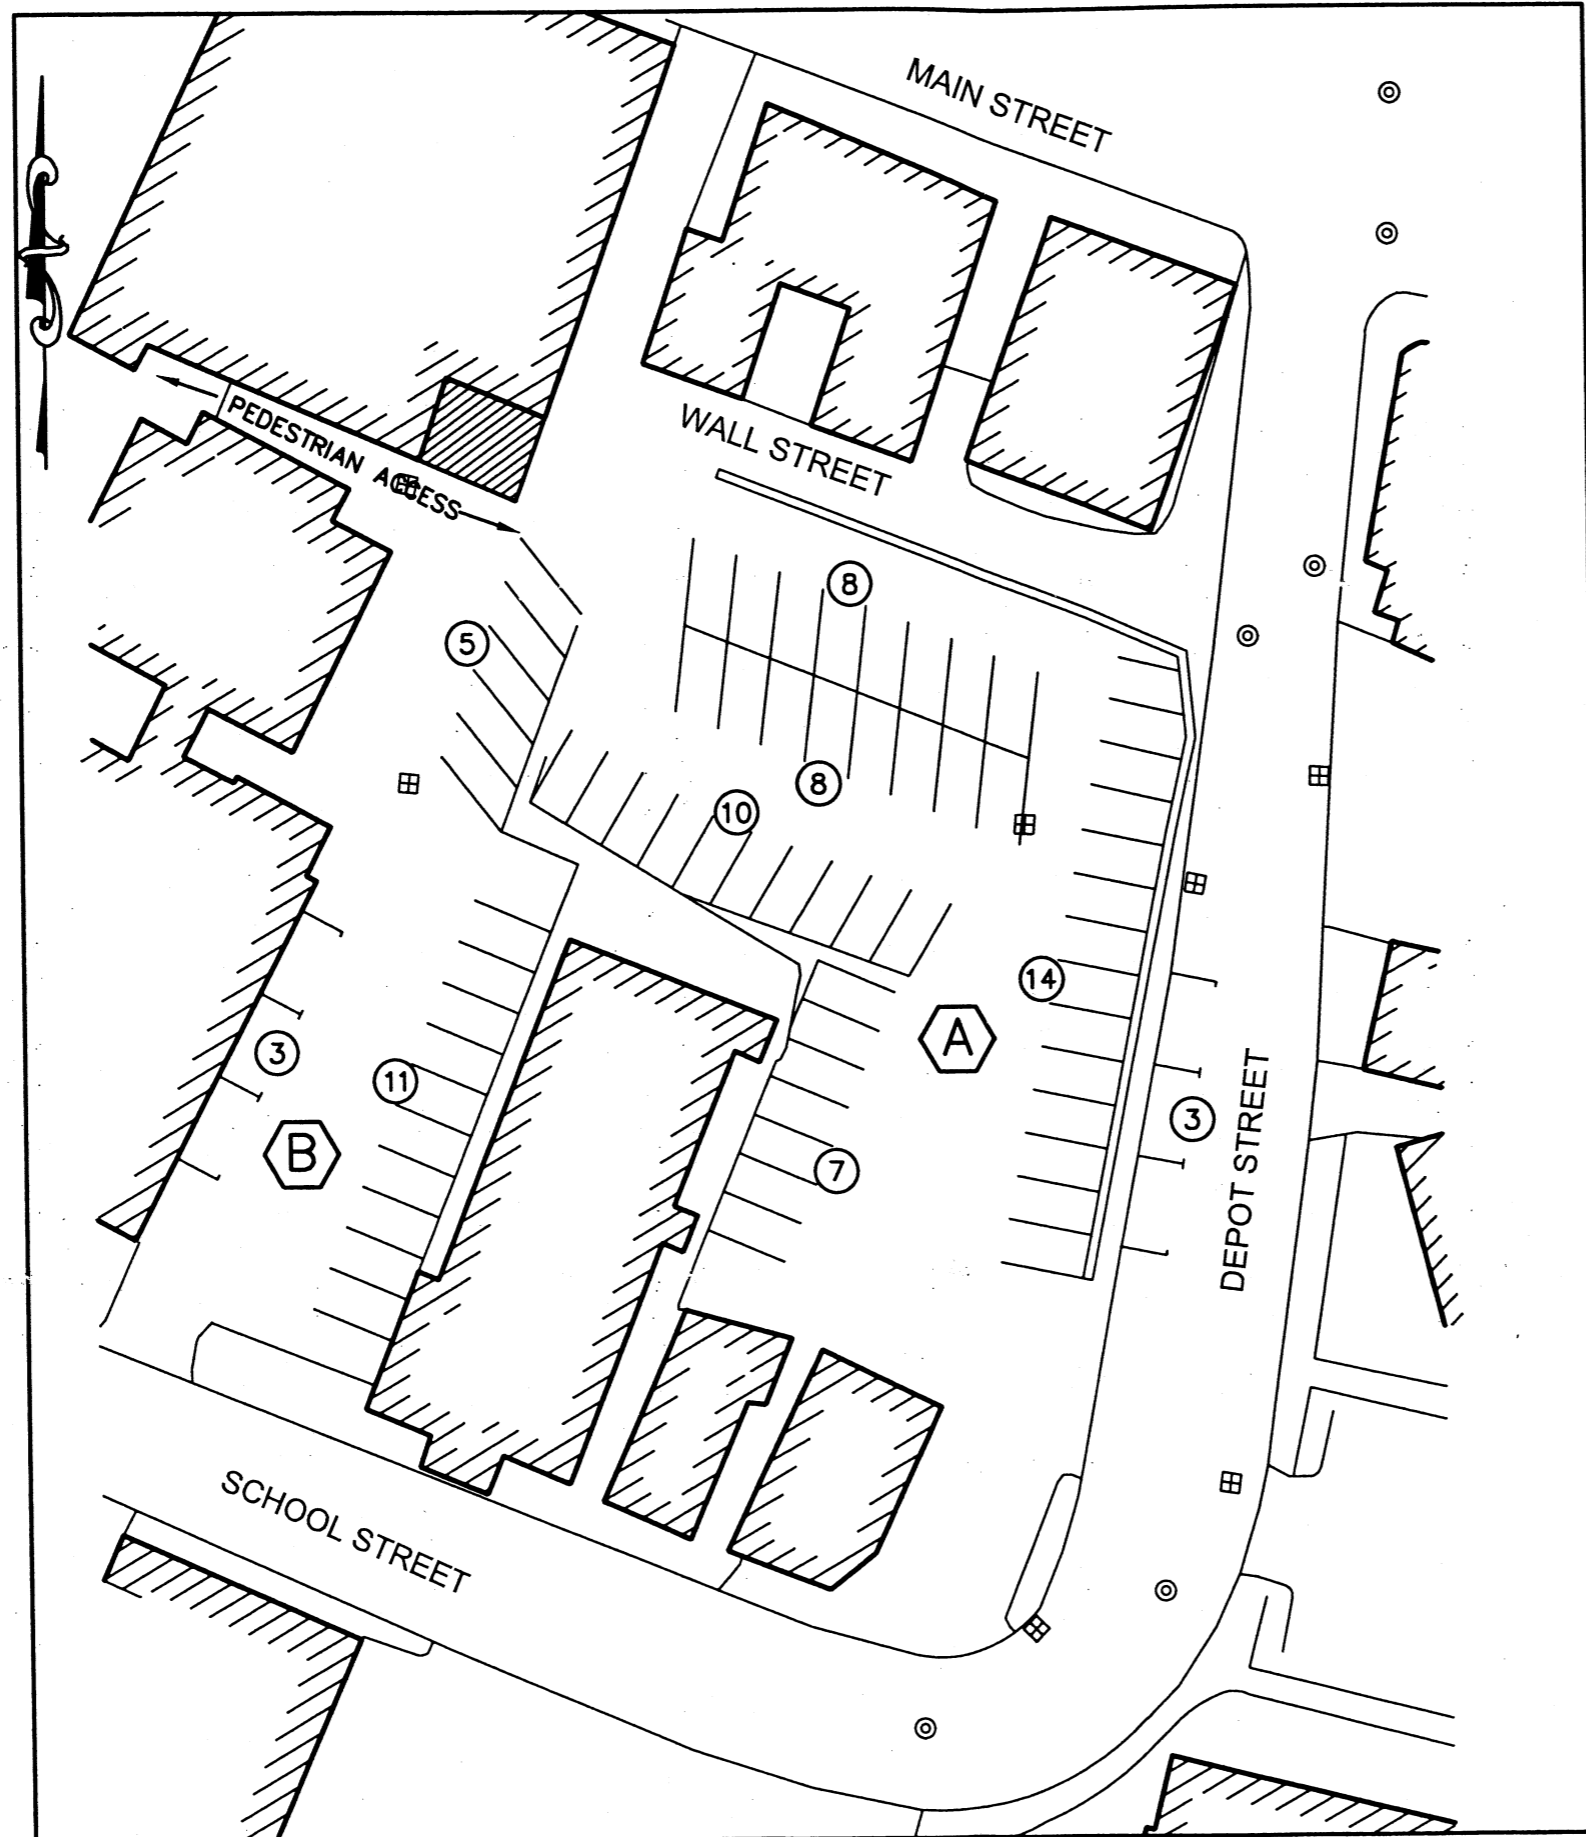 MAIN STREET
WALL STREET
PEDESTRIAN ACCESS
8
5
8
10
14
A
3
11
B
7
3
DEPOT STREET
SCHOOL STREET